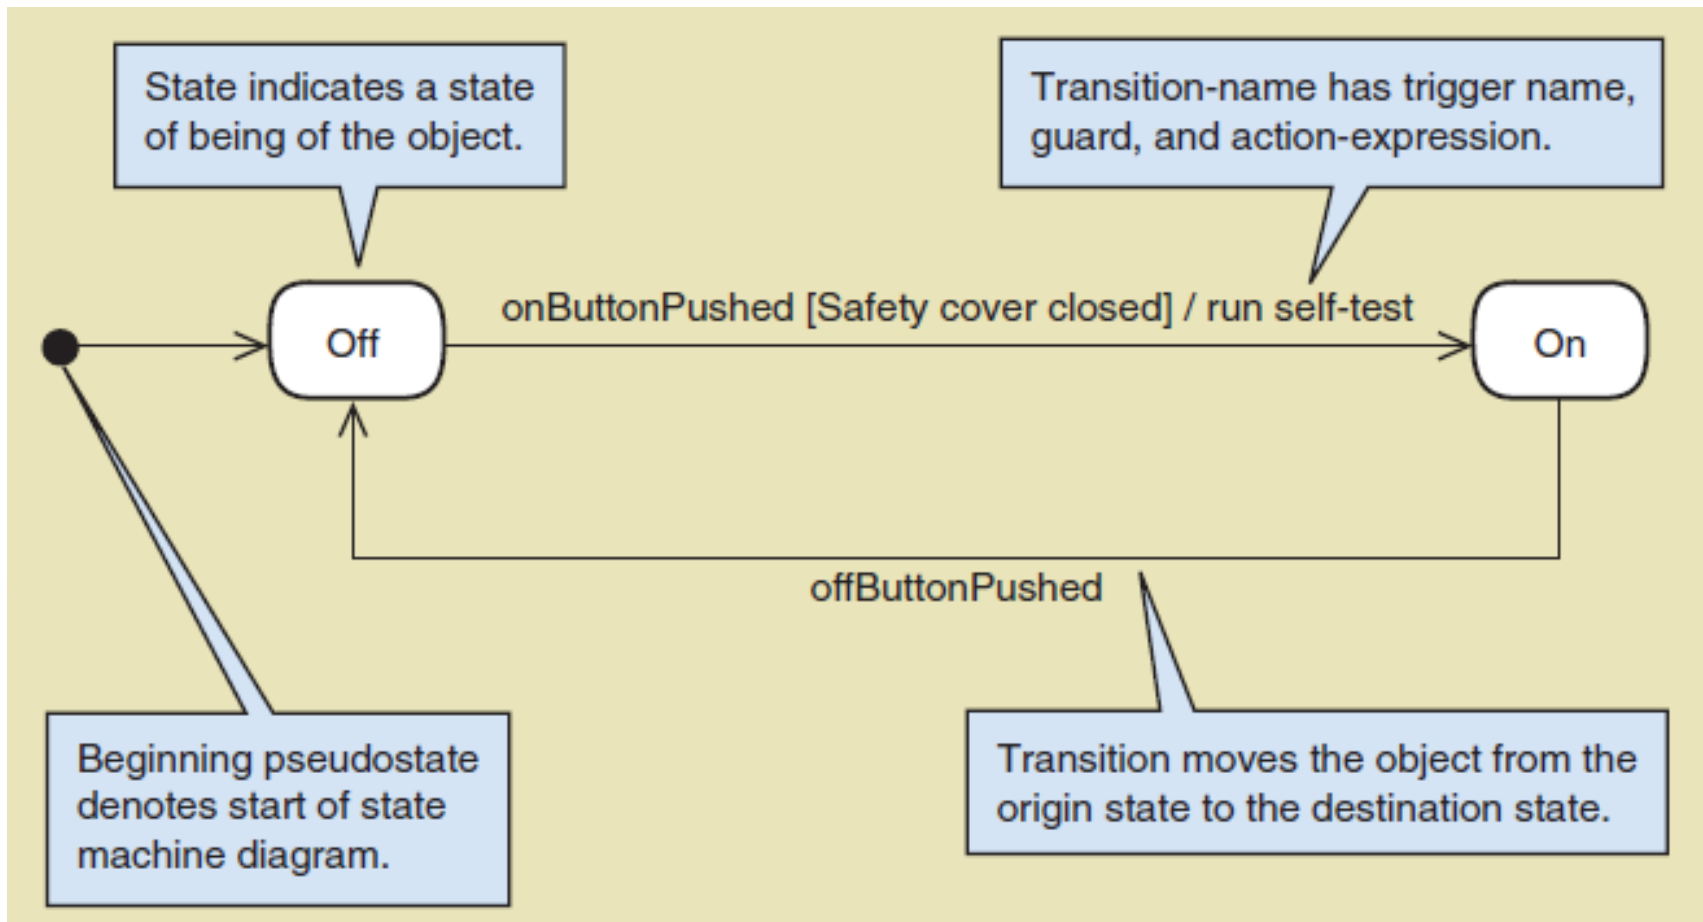 State indicates a state
of being of the object.
Transition-name has trigger name,
guard, and action-expression.
onButtonPushed [Safety cover closed] / run self-test
Off
On
offButtonPushed
Beginning pseudostate
denotes start of state
machine diagram.
Transition moves the object from the
origin state to the destination state.